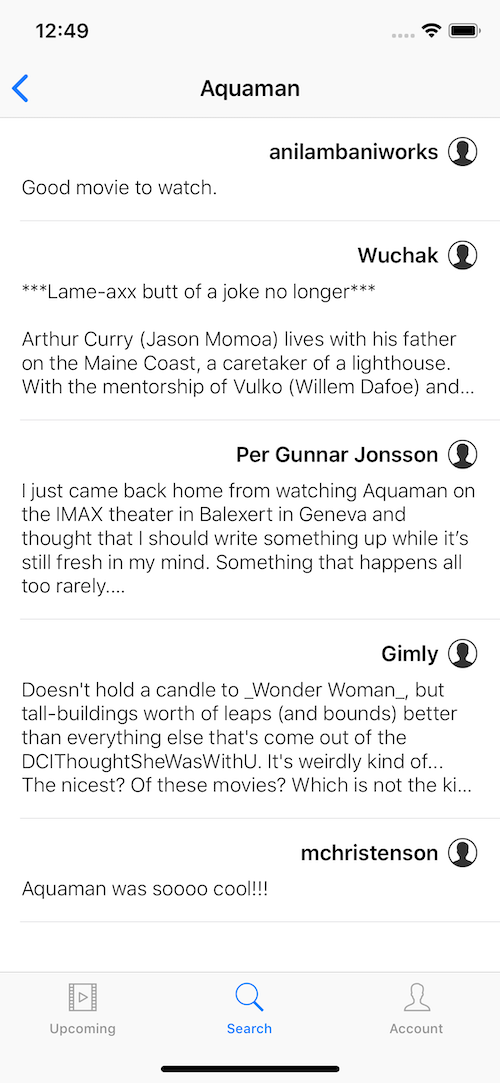 12:49
Aquaman
anilambaniworks
Good movie to watch.
Wuchak
***Lame-axx butt of a joke no longer***
Arthur Curry (Jason Momoa) lives with his father
on the Maine Coast, a caretaker of a lighthouse.
With the mentorship of Vulko (Willem Dafoe) and...
Per Gunnar Jonsson
I just came back home from watching Aquaman on
the IMAX theater in Balexert in Geneva and
thought that I should write something up while it’s
still fresh in my mind. Something that happens all
too rarely....
Gimly
Doesn't hold a candle to _Wonder Woman_, but
tall-buildings worth of leaps (and bounds) better
than everything else that's come out of the
DCIThoughtSheWasWithU. It's weirdly kind of...
The nicest? Of these movies? Which is not the ki...
mchristenson
Aquaman was soooo cool!!!
Upcoming
Search
Account